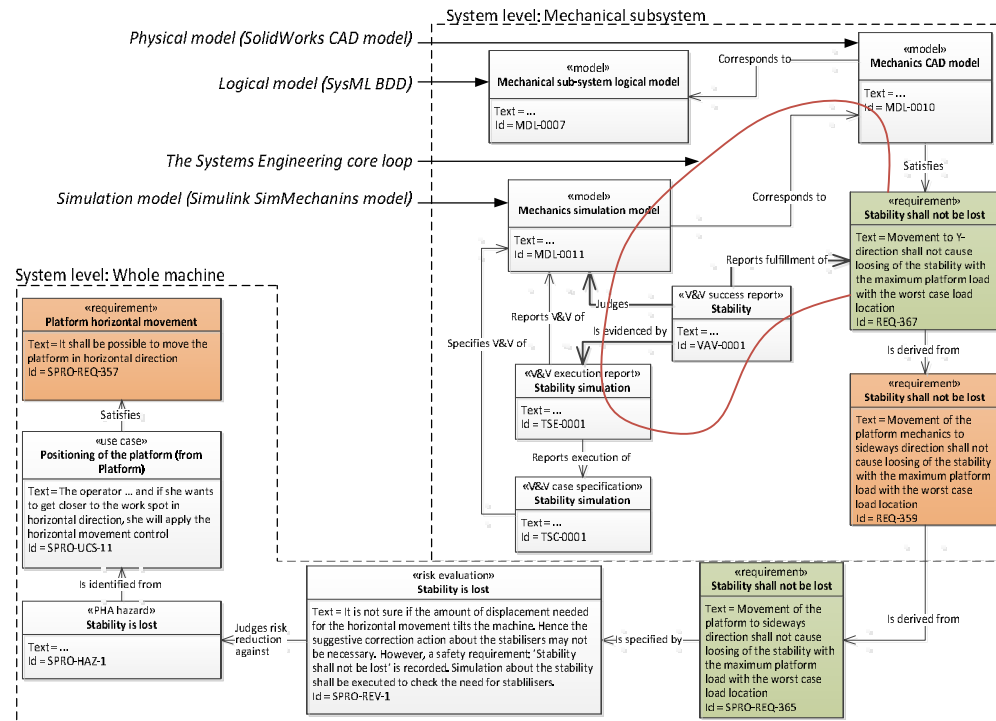 System level: Mechanical subsystem
Physical model (SolidWorks CAD model)
Logical model (SysML BDD)
The Systems Engineering core loop
Simulation model (Simulink SimMechanins model)
«model»
Mechanical sub-system logical model
Text = ...
Id = MDL-0007
Corresponds to
«model»
Mechanics CAD model
Text = ...
Id = MDL-0010
Satisfies
«model»
Mechanics simulation model
Text = ...
Id = MDL-0011
Corresponds to
«requirement»
Stability shall not be lost
Text = Movement to Y-
direction shall not cause
loosing of the stability with
the maximum platform load
with the worst case load
location
Id = REQ-367
Reports fulfillment of
«V&V success report»
Stability
Text = ...
Id = VAV-0001
Judges
Is evidenced by
Reports V&V of
Specifies V&V of
«V&V execution report»
Stability simulation
Text = ...
Id = TSE-0001
Reports execution of
«V&V case specification»
Stability simulation
Text = ...
Id = TSC-0001
Is derived from
«requirement»
Stability shall not be lost
Text = Movement of the
platform mechanics to
sideways direction shall not
cause loosing of the stability
with the maximum platform
load with the worst case
load location
Id = REQ-359
System level: Whole machine
«requirement»
Platform horizontal movement
Text = It shall be possible to move the
platform in horizontal direction
Id = SPRO-REQ-357
Satisfies
«use case»
Positioning of the platform (from
Platform)
Text = The operator ... and if she wants
to get closer to the work spot in
horizontal direction, she will apply the
horizontal movement control
Id = SPRO-UCS-11
Is identified from
«PHA hazard»
Stability is lost
Text = ...
Id = SPRO-HAZ-1
Judges risk
reduction
against
«risk evaluation»
Stability is lost
Text = It is not sure if the amount of displacement needed
for the horizontal movement tilts the machine. Hence the
suggestive correction action about the stabilisers may not
be necessary. However, a safety requirement: ‘Stability
shall not be lost’ is recorded. Simulation about the stability
shall be executed to check the need for stablilisers.
Id = SPRO-REV-1
Is specified by
«requirement»
Stability shall not be lost
Text = Movement of the
platform to sideways
direction shall not cause
loosing of the stability with
the maximum platform load
with the worst case
load location
Id = SPRO-REQ-365
Is derived from